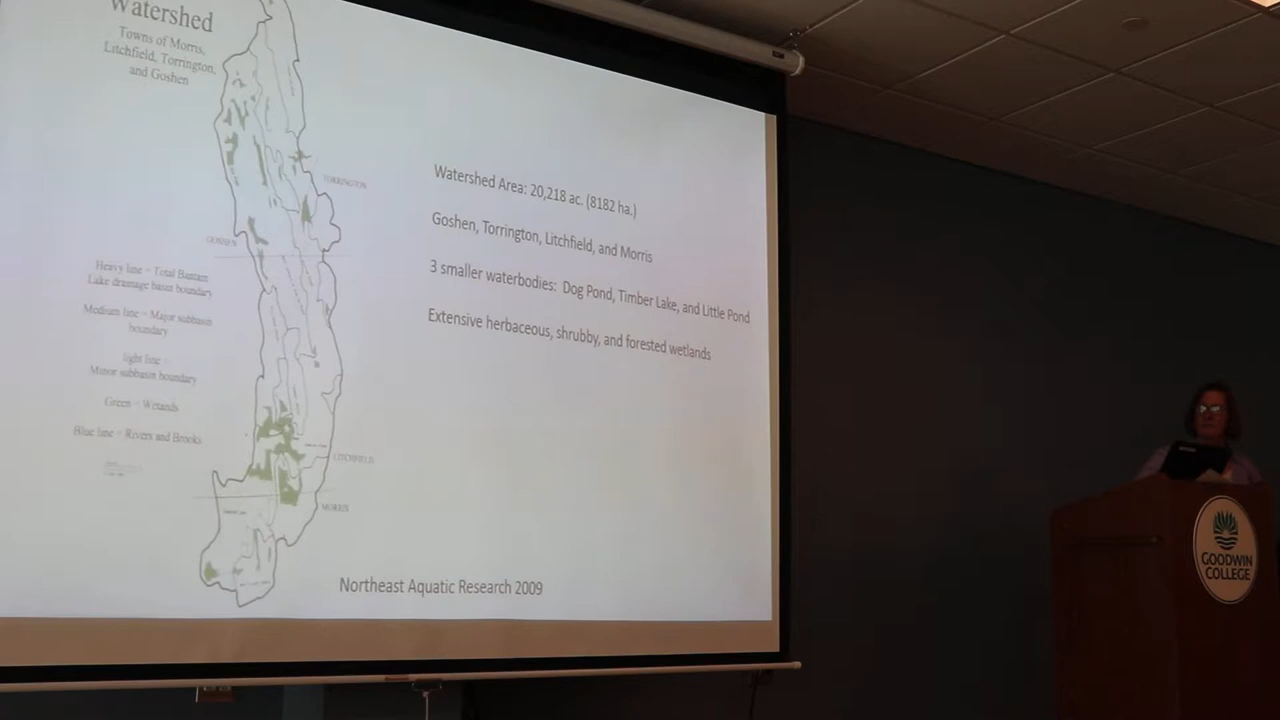 Watershed
Towns of Morris,
Litchfield, Torrington,
and Goshen
TORRINGTON
GOSHEN
Heavy line = Total Bantam
Lake drainage basin boundary
Medium line = Major subbasin
boundary
light line =
Minor subbasin boundary
Green = Wetlands
Blue line = Rivers and Brooks
LITCHFIELD
MORRIS
Watershed Area: 20,218 ac. (8182 ha.)
Goshen, Torrington, Litchfield, and Morris
3 smaller waterbodies: Dog Pond, Timber Lake, and Little Pond
Extensive herbaceous, shrubby, and forested wetlands
Northeast Aquatic Research 2009
GOODWIN
COLLEGE